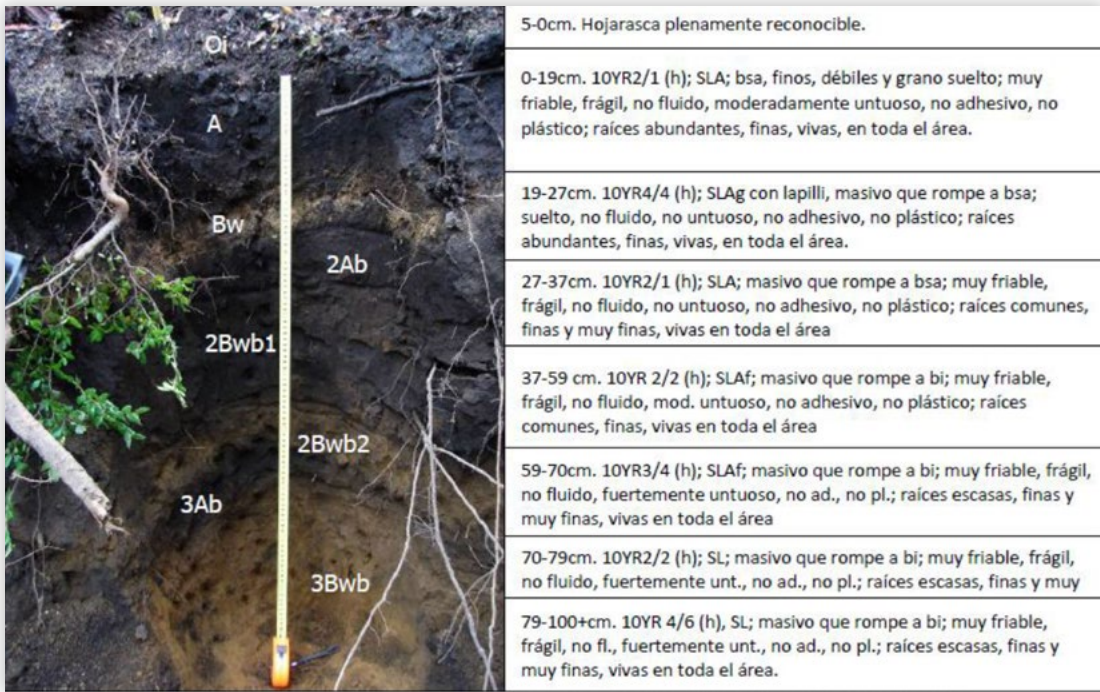 Oi
A
Bw
2Ab
2Bwb1
2Bwb2
3Ab
3Bwb
5-0cm. Hojarasca plenamente reconocible.
0-19cm. 10YR2/1 (h); SLA; bsa, finos, débiles y grano suelto; muy
friable, frágil, no fluido, moderadamente untuoso, no adhesivo, no
plástico; raíces abundantes, finas, vivas, en toda el área.
19-27cm. 10YR4/4 (h); SLAg con lapilli, masivo que rompe a bsa;
suelto, no fluido, no untuoso, no adhesivo, no plástico; raíces
abundantes, finas, vivas, en toda el área.
27-37cm. 10YR2/1 (h); SLA; masivo que rompe a bsa; muy friable,
frágil, no fluido, no untuoso, no adhesivo, no plástico; raíces comunes,
finas y muy finas, vivas en toda el área
37-59 cm. 10YR 2/2 (h); SLAf; masivo que rompe a bi; muy friable,
frágil, no fluido, mod. untuoso, no adhesivo, no plástico; raíces
comunes, finas, vivas en toda el área
59-70cm. 10YR3/4 (h); SLAf; masivo que rompe a bi; muy friable, frágil,
no fluido, fuertemente untuoso, no ad., no pl.; raíces escasas, finas y
muy finas, vivas en toda el área
70-79cm. 10YR2/2 (h); SL; masivo que rompe a bi; muy friable, frágil,
no fluido, fuertemente unt., no ad., no pl.; raíces escasas, finas y muy
79-100+cm. 10YR 4/6 (h), SL; masivo que rompe a bi; muy friable,
frágil, no fl., fuertemente unt., no ad., no pl.; raíces escasas, finas y
muy finas, vivas en toda el área.